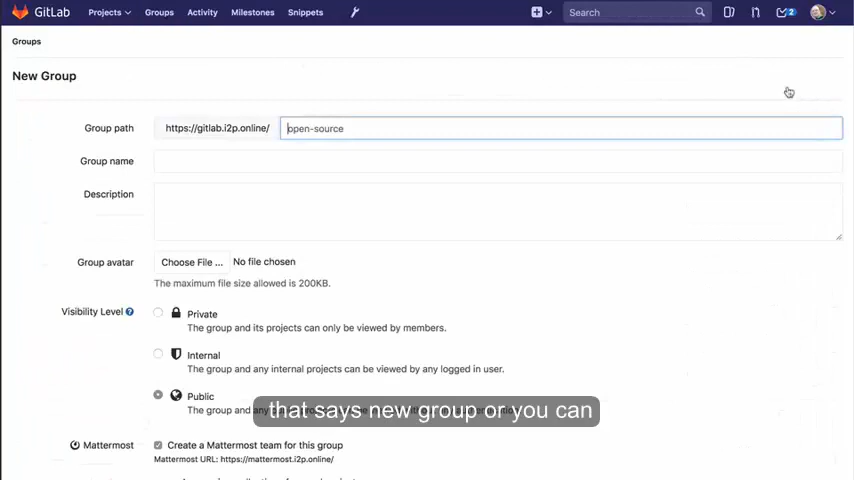 GitLab Projects Groups Activity Milestones Snippets Search 2
Groups
New Group
Group path https://gitlab.i2p.online/ open-source
Group name
Description
Group avatar Choose File ... No file chosen
The maximum file size allowed is 200KB.
Visibility Level ?
Private
The group and its projects can only be viewed by members.
Internal
The group and any internal projects can be viewed by any logged in user.
Public
The group and any
that says new group or you can
Mattermost Create a Mattermost team for this group
Mattermost URL: https://mattermost.i2p.online/